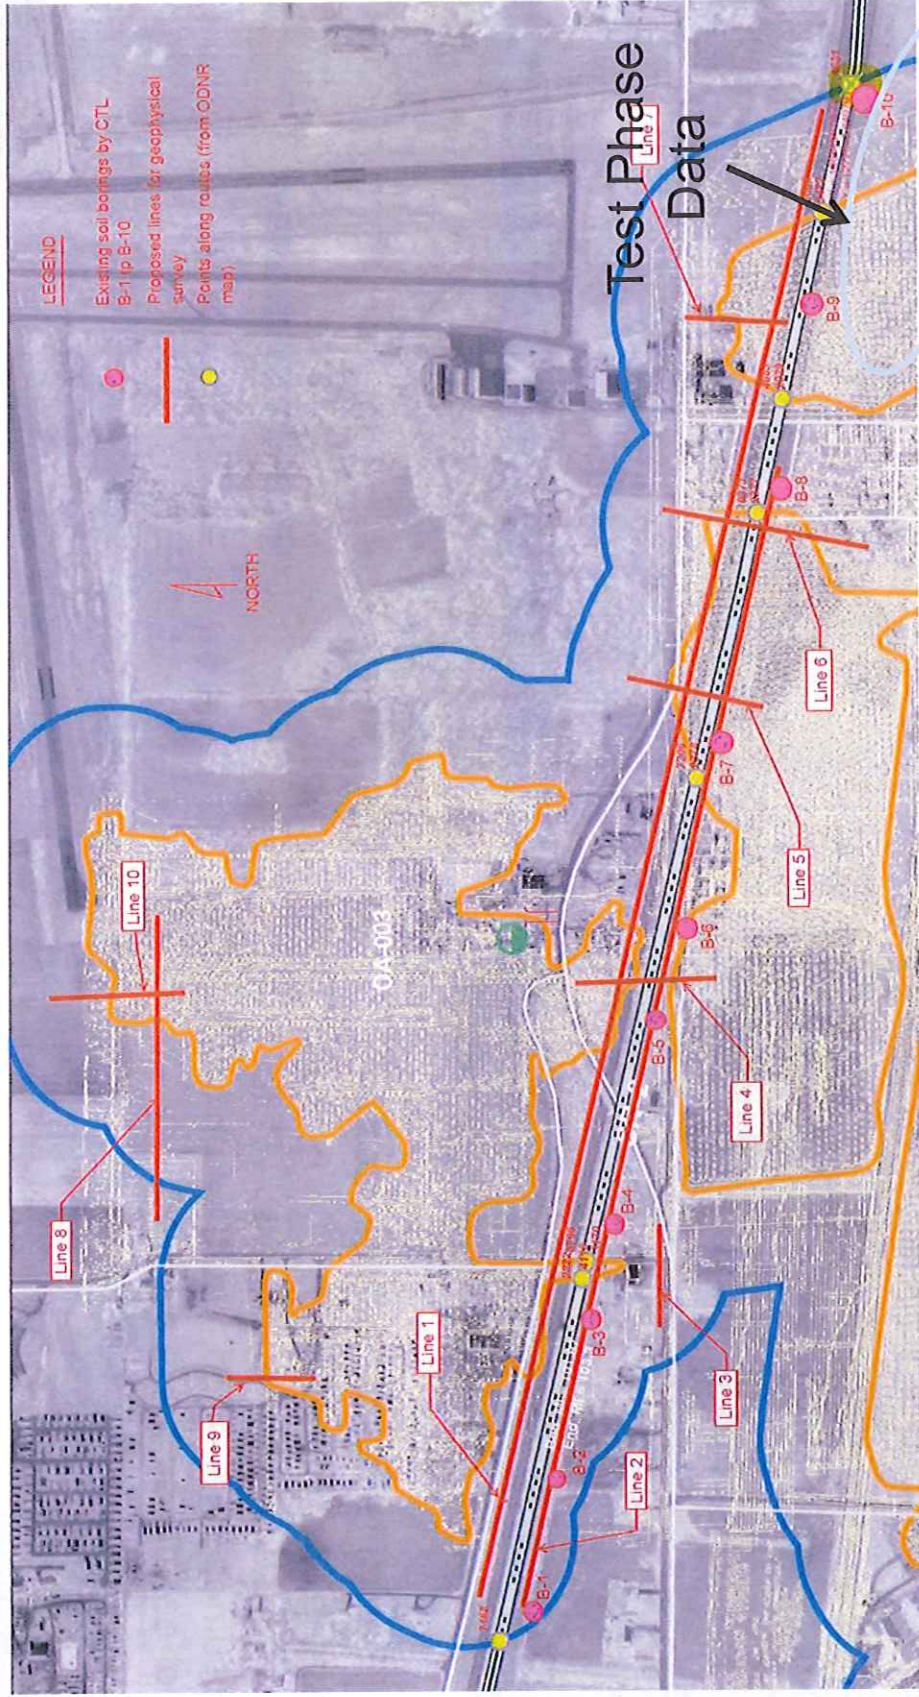 LEGEND
Existing soil borings by CTL
B-1 tp B-10
Proposed lines for geophysical
survey
Points along routes (from ODNR
map)
NORTH
Test Phase
Data
Line 7
Line 10
Line 8
Line 9
Line 1
OA-003
Line 6
Line 5
Line 4
Line 3
Line 2
B-1
B-2
B-3
B-4
B-5
B-6
B-7
B-8
B-9
B-10